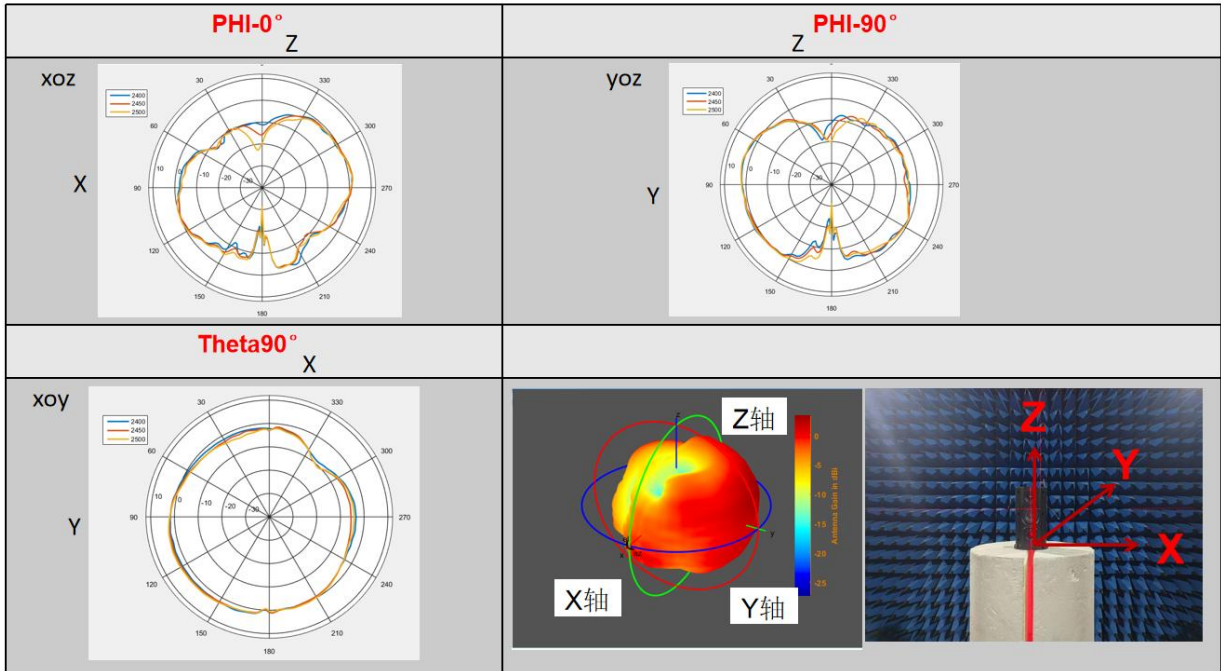 PHI-0°
Z
PHI-90°
Z
xoz
X
2400
2450
2500
30
330
60
300
90
270
120
240
150
210
180
10
0
-10
-20
-30
yoz
Y
2400
2450
2500
30
330
60
300
90
270
120
240
150
210
180
10
0
-10
-20
-30
Theta90°
X
xoy
Y
2400
2450
2500
30
330
60
300
90
270
120
240
150
210
180
10
0
-10
-20
-30
Z轴
X轴
Y轴
z
y
x
0
-5
-10
-15
-20
-25
Antenna Gain in dBi
Z
Y
X